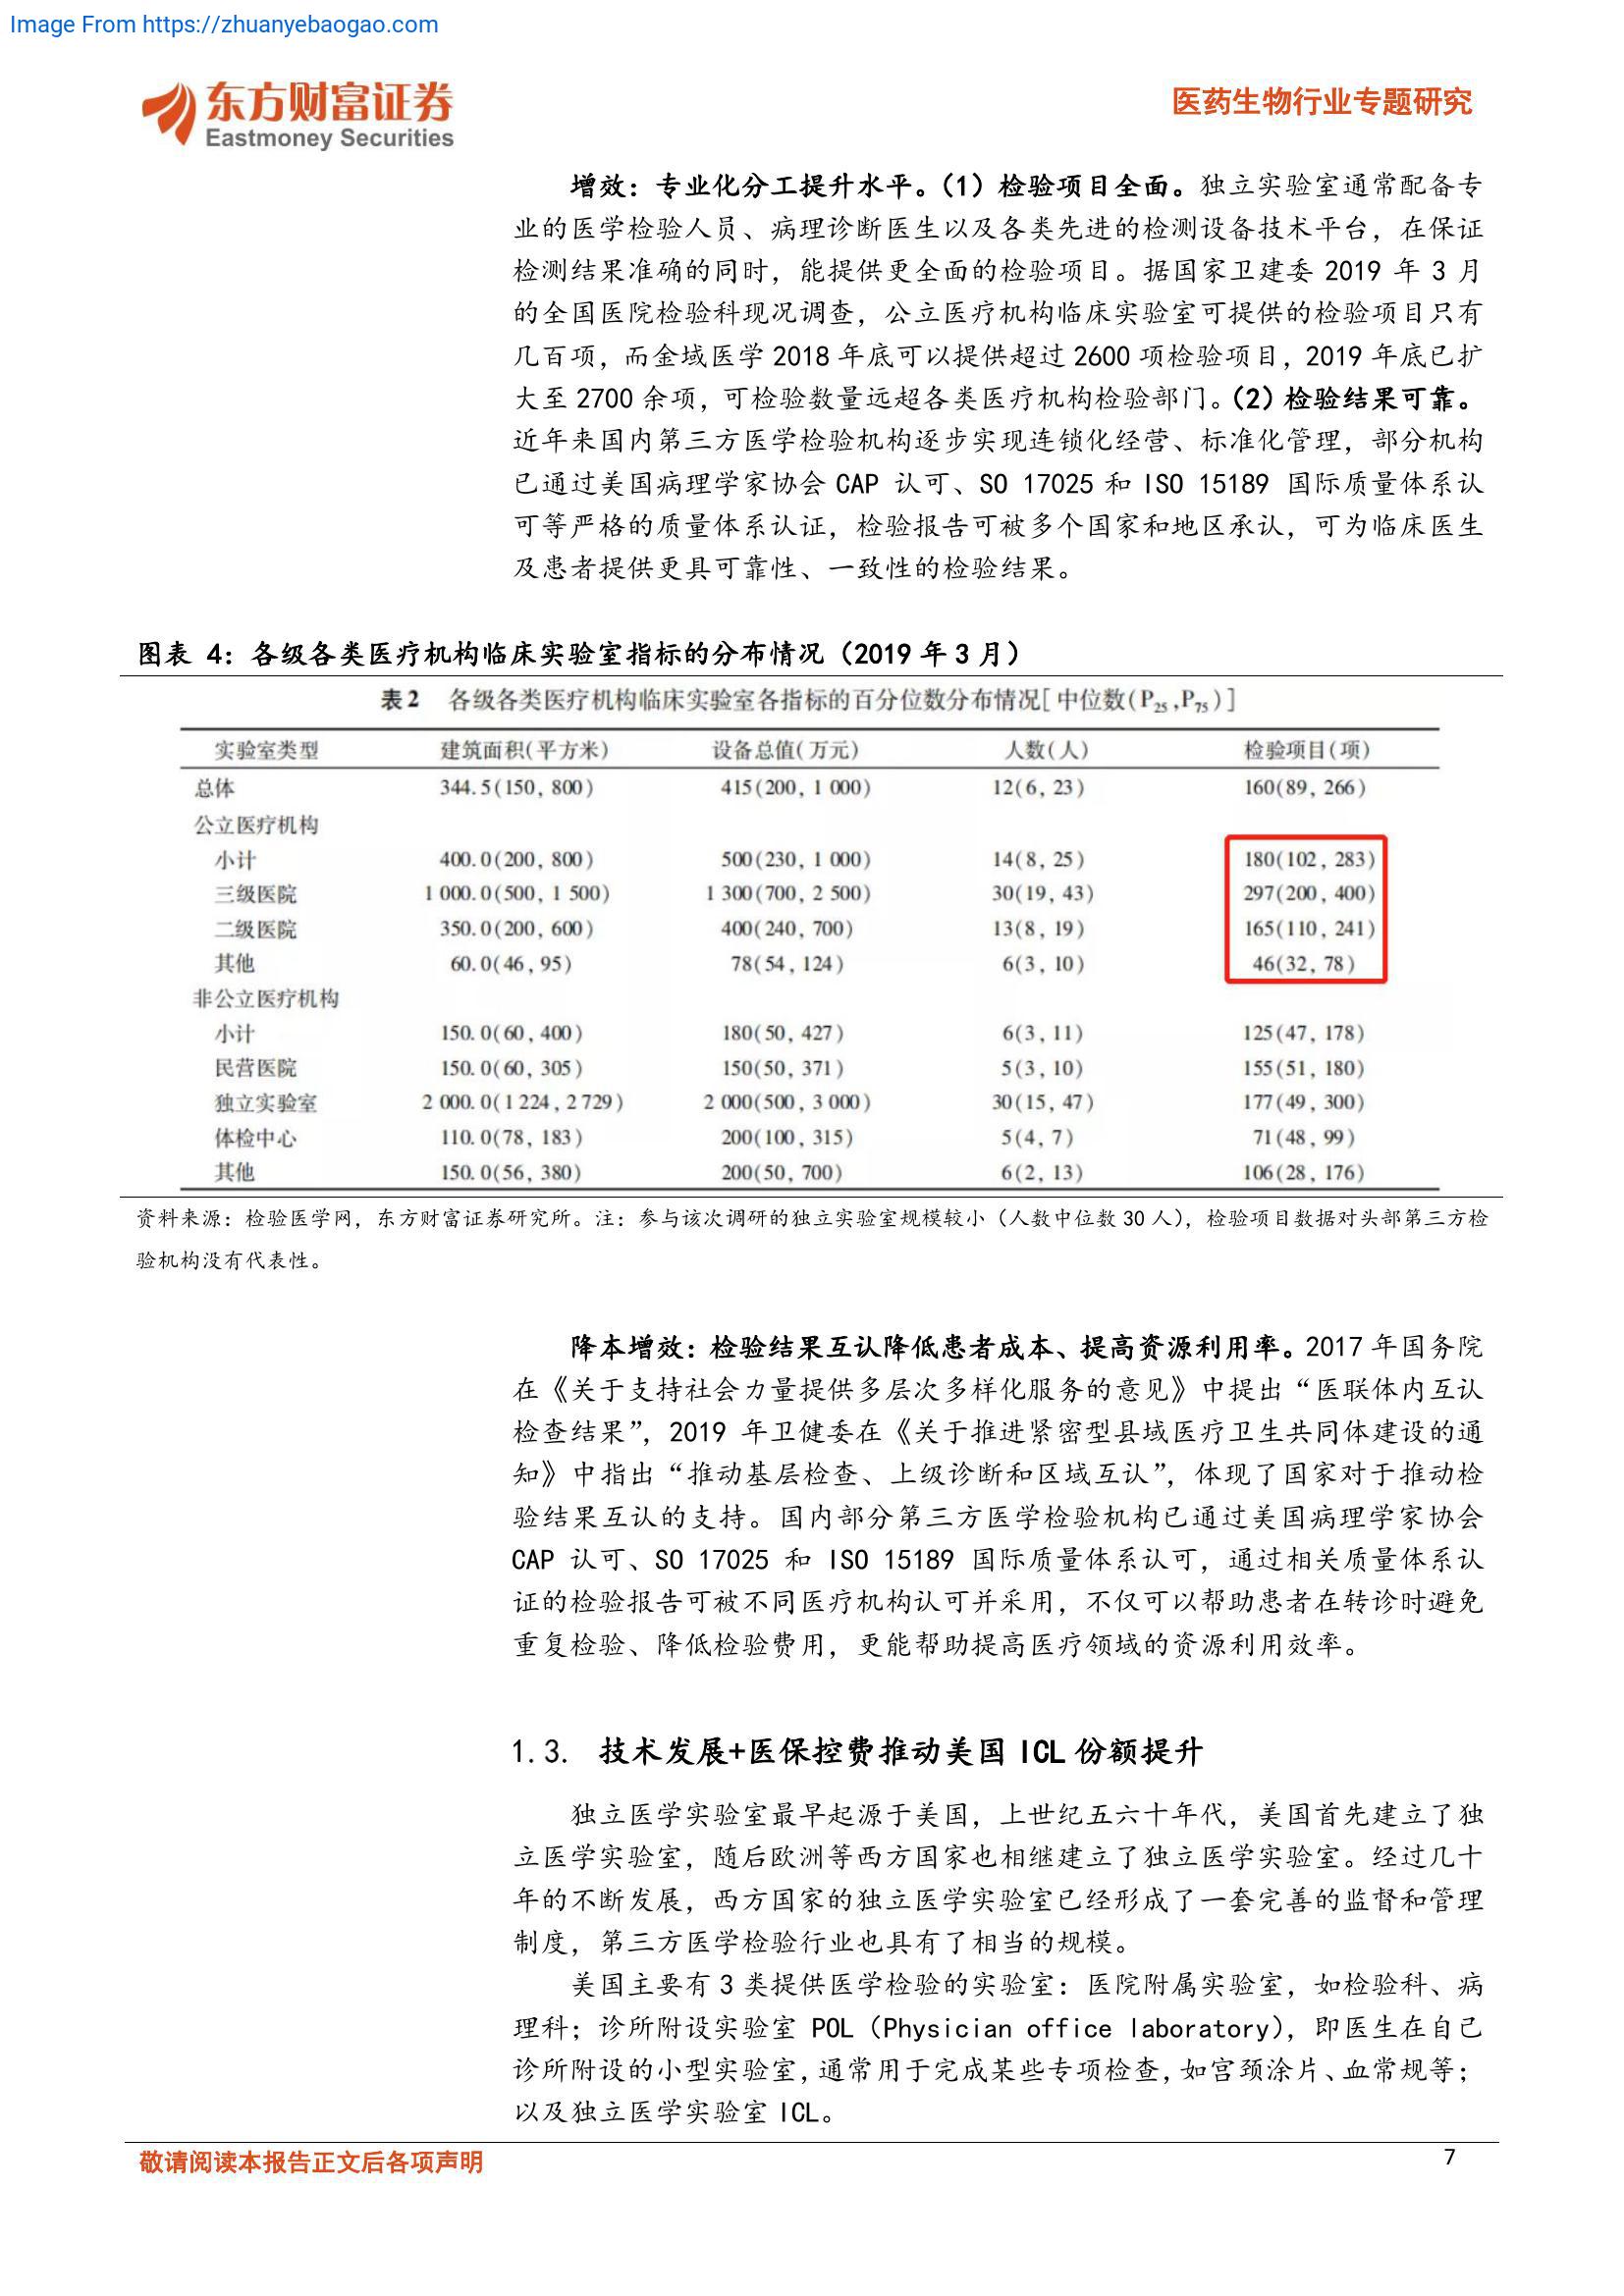 Image From https://zhuanyebaogao.com
东方财富证券
Eastmoney Securities
医药生物行业专题研究
增效：专业化分工提升水平。（1）检验项目全面。独立实验室通常配备专
业的医学检验人员、病理诊断医生以及各类先进的检测设备技术平台，在保证
检测结果准确的同时，能提供更全面的检验项目。据国家卫建委 2019 年 3 月
的全国医院检验科现况调查，公立医疗机构临床实验室可提供的检验项目只有
几百项，而金域医学 2018 年底可以提供超过 2600 项检验项目，2019 年底已扩
大至 2700 余项，可检验数量远超各类医疗机构检验部门。（2）检验结果可靠。
近年来国内第三方医学检验机构逐步实现连锁化经营、标准化管理，部分机构
已通过美国病理学家协会 CAP 认可、SO 17025 和 ISO 15189 国际质量体系认
可等严格的质量体系认证，检验报告可被多个国家和地区承认，可为临床医生
及患者提供更具可靠性、一致性的检验结果。
图表 4：各级各类医疗机构临床实验室指标的分布情况（2019 年 3 月）
表2 各级各类医疗机构临床实验室各指标的百分位数分布情况[中位数(P25,P75)]
实验室类型 建筑面积(平方米) 设备总值(万元) 人数(人) 检验项目(项)
总体 344.5(150, 800) 415(200, 1 000) 12(6, 23) 160(89, 266)
公立医疗机构
小计 400.0(200, 800) 500(230, 1 000) 14(8, 25) 180(102, 283)
三级医院 1 000.0(500, 1 500) 1 300(700, 2 500) 30(19, 43) 297(200, 400)
二级医院 350.0(200, 600) 400(240, 700) 13(8, 19) 165(110, 241)
其他 60.0(46, 95) 78(54, 124) 6(3, 10) 46(32, 78)
非公立医疗机构
小计 150.0(60, 400) 180(50, 427) 6(3, 11) 125(47, 178)
民营医院 150.0(60, 305) 150(50, 371) 5(3, 10) 155(51, 180)
独立实验室 2 000.0(1 224, 2 729) 2 000(500, 3 000) 30(15, 47) 177(49, 300)
体检中心 110.0(78, 183) 200(100, 315) 5(4, 7) 71(48, 99)
其他 150.0(56, 380) 200(50, 700) 6(2, 13) 106(28, 176)
资料来源：检验医学网，东方财富证券研究所。注：参与该次调研的独立实验室规模较小（人数中位数 30 人），检验项目数据对头部第三方检
验机构没有代表性。
降本增效：检验结果互认降低患者成本、提高资源利用率。2017 年国务院
在《关于支持社会力量提供多层次多样化服务的意见》中提出“医联体内互认
检查结果”，2019 年卫健委在《关于推进紧密型县域医疗卫生共同体建设的通
知》中指出“推动基层检查、上级诊断和区域互认”，体现了国家对于推动检
验结果互认的支持。国内部分第三方医学检验机构已通过美国病理学家协会
CAP 认可、SO 17025 和 ISO 15189 国际质量体系认可，通过相关质量体系认
证的检验报告可被不同医疗机构认可并采用，不仅可以帮助患者在转诊时避免
重复检验、降低检验费用，更能帮助提高医疗领域的资源利用效率。
1.3. 技术发展+医保控费推动美国 ICL 份额提升
独立医学实验室最早起源于美国，上世纪五六十年代，美国首先建立了独
立医学实验室，随后欧洲等西方国家也相继建立了独立医学实验室。经过几十
年的不断发展，西方国家的独立医学实验室已经形成了一套完善的监督和管理
制度，第三方医学检验行业也具有了相当的规模。
美国主要有 3 类提供医学检验的实验室：医院附属实验室，如检验科、病
理科；诊所附设实验室 POL（Physician office laboratory），即医生在自己
诊所附设的小型实验室，通常用于完成某些专项检查，如宫颈涂片、血常规等；
以及独立医学实验室 ICL。
敬请阅读本报告正文后各项声明
7